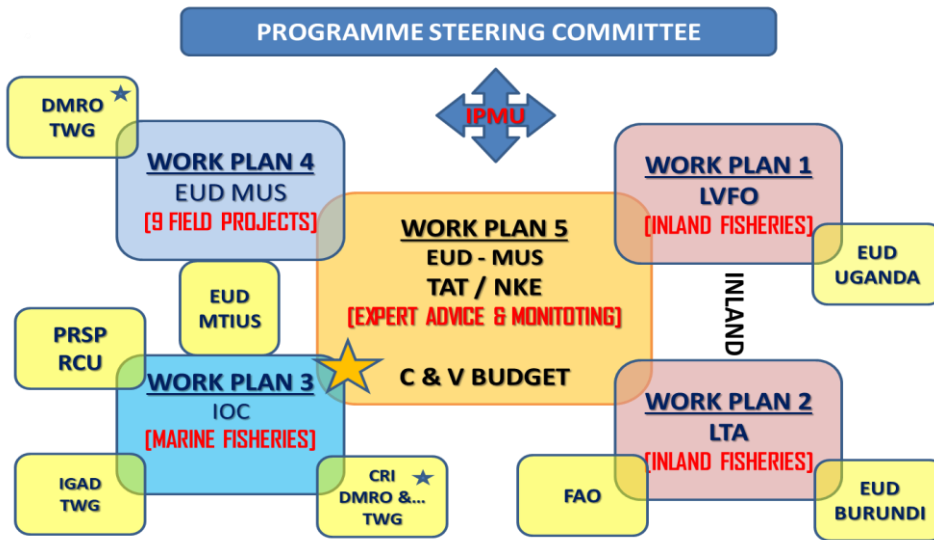 PROGRAMME STEERING COMMITTEE
IPMU
DMRO
TWG
WORK PLAN 4
EUD MUS
[9 FIELD PROJECTS]
WORK PLAN 1
LVFO
[INLAND FISHERIES]
EUD
UGANDA
WORK PLAN 5
EUD - MUS
TAT / NKE
[EXPERT ADVICE & MONITOTING]
C & V BUDGET
INLAND
EUD
MTIUS
PRSP
RCU
WORK PLAN 3
IOC
[MARINE FISHERIES]
IGAD
TWG
CRI
DMRO &...
TWG
WORK PLAN 2
LTA
[INLAND FISHERIES]
FAO
EUD
BURUNDI